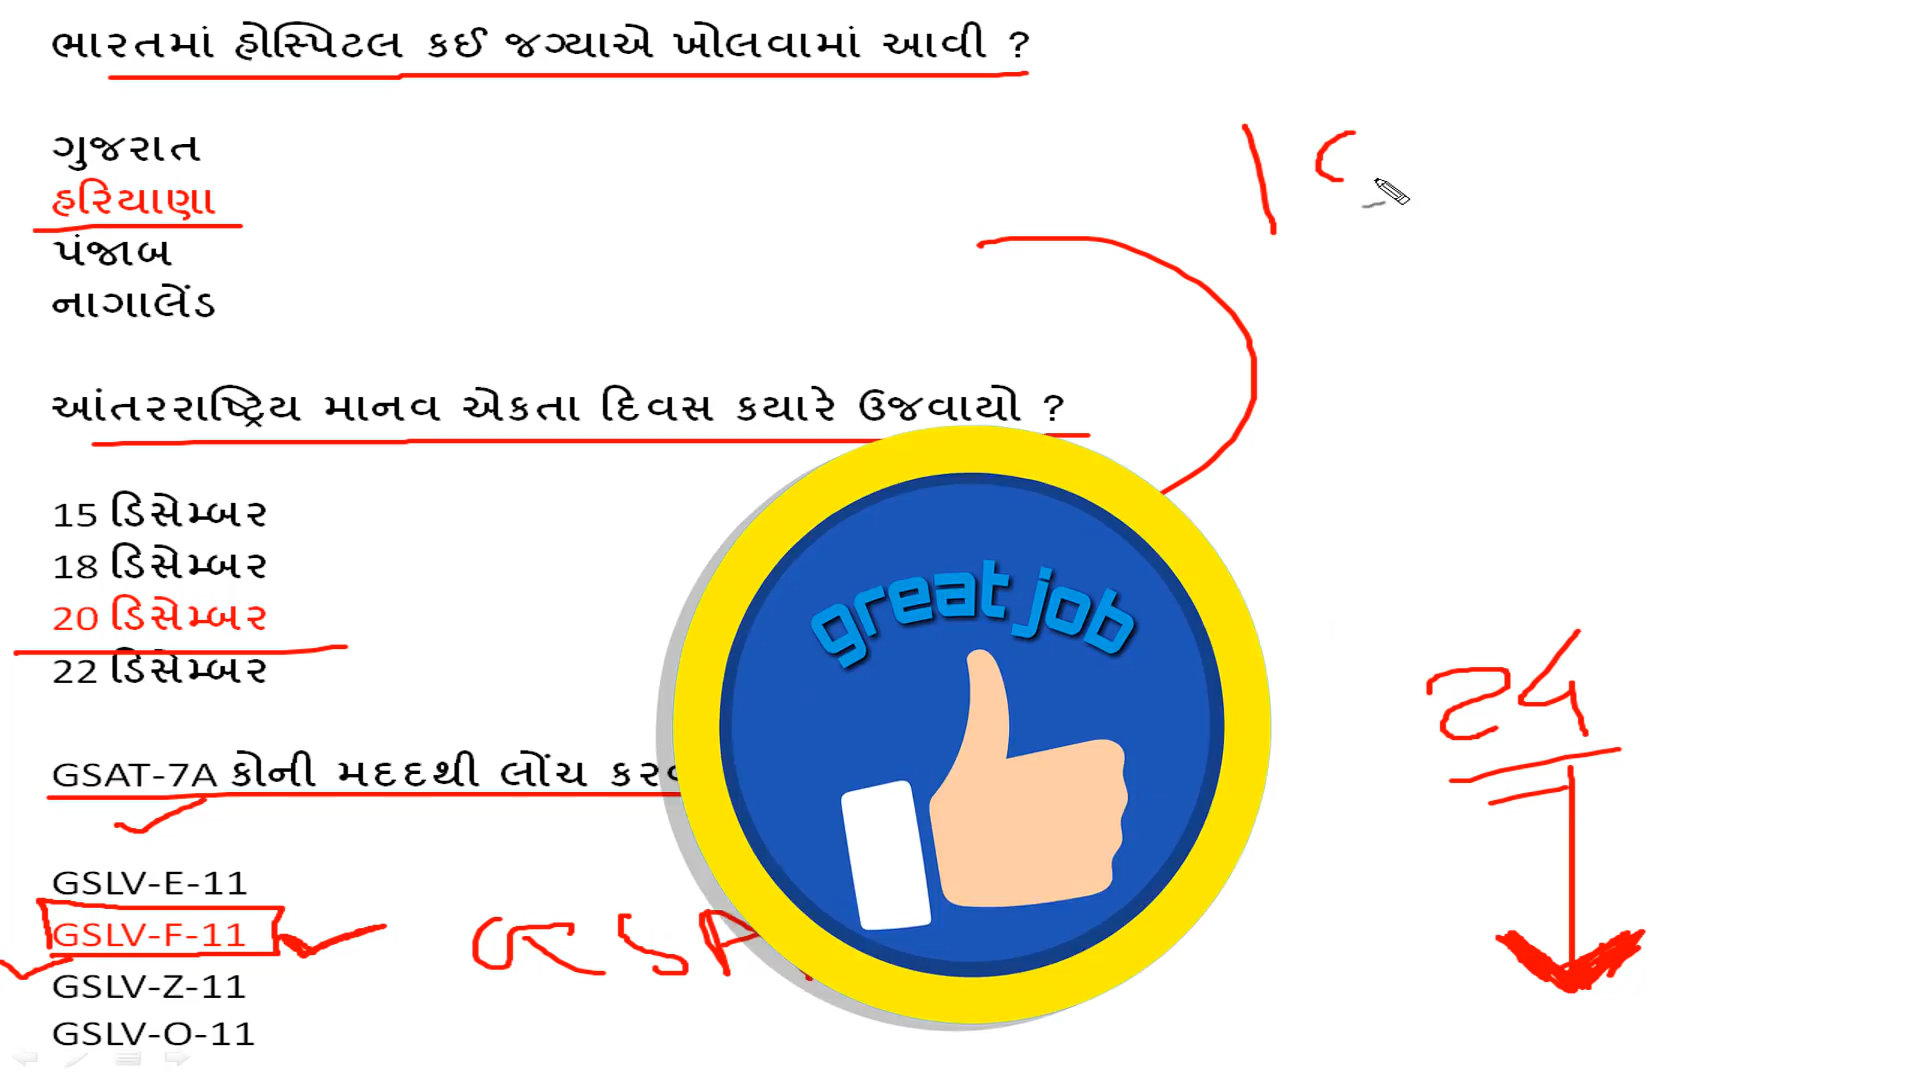 ભારતમાં હોસ્પિટલ કઈ જગ્યાએ ખોલવામાં આવી ?
ગુજરાત
હરિયાણા
પંજાબ
નાગાલેંડ
આંતરરાષ્ટ્રિય માનવ એકતા દિવસ કયારે ઉજવાયો ?
15 ડિસેમ્બર
18 ડિસેમ્બર
20 ડિસેમ્બર
22 ડિસેમ્બર
GSAT-7A કોની મદદથી લોંચ
GSLV-E-11
GSLV-F-11
GSLV-Z-11
GSLV-O-11
great job
24